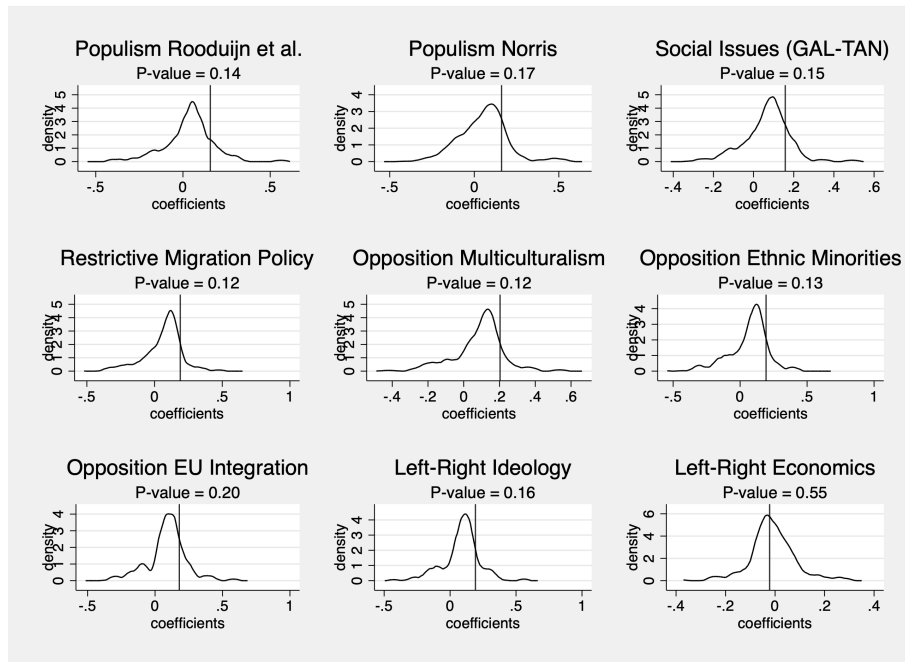 Populism Rooduijn et al.
P-value = 0.14
density
0 1 2 3 4 5
-.5 0 .5
coefficients
Populism Norris
P-value = 0.17
density
0 1 2 3 4
-.5 0 .5
coefficients
Social Issues (GAL-TAN)
P-value = 0.15
density
0 1 2 3 4 5
-.4 -.2 0 .2 .4 .6
coefficients
Restrictive Migration Policy
P-value = 0.12
density
0 1 2 3 4 5
-.5 0 .5 1
coefficients
Opposition Multiculturalism
P-value = 0.12
density
0 1 2 3 4 5
-.4 -.2 0 .2 .4 .6
coefficients
Opposition Ethnic Minorities
P-value = 0.13
density
0 1 2 3 4
-.5 0 .5 1
coefficients
Opposition EU Integration
P-value = 0.20
density
0 1 2 3 4
-.5 0 .5 1
coefficients
Left-Right Ideology
P-value = 0.16
density
0 1 2 3 4
-.5 0 .5 1
coefficients
Left-Right Economics
P-value = 0.55
density
0 2 4 6
-.4 -.2 0 .2 .4
coefficients